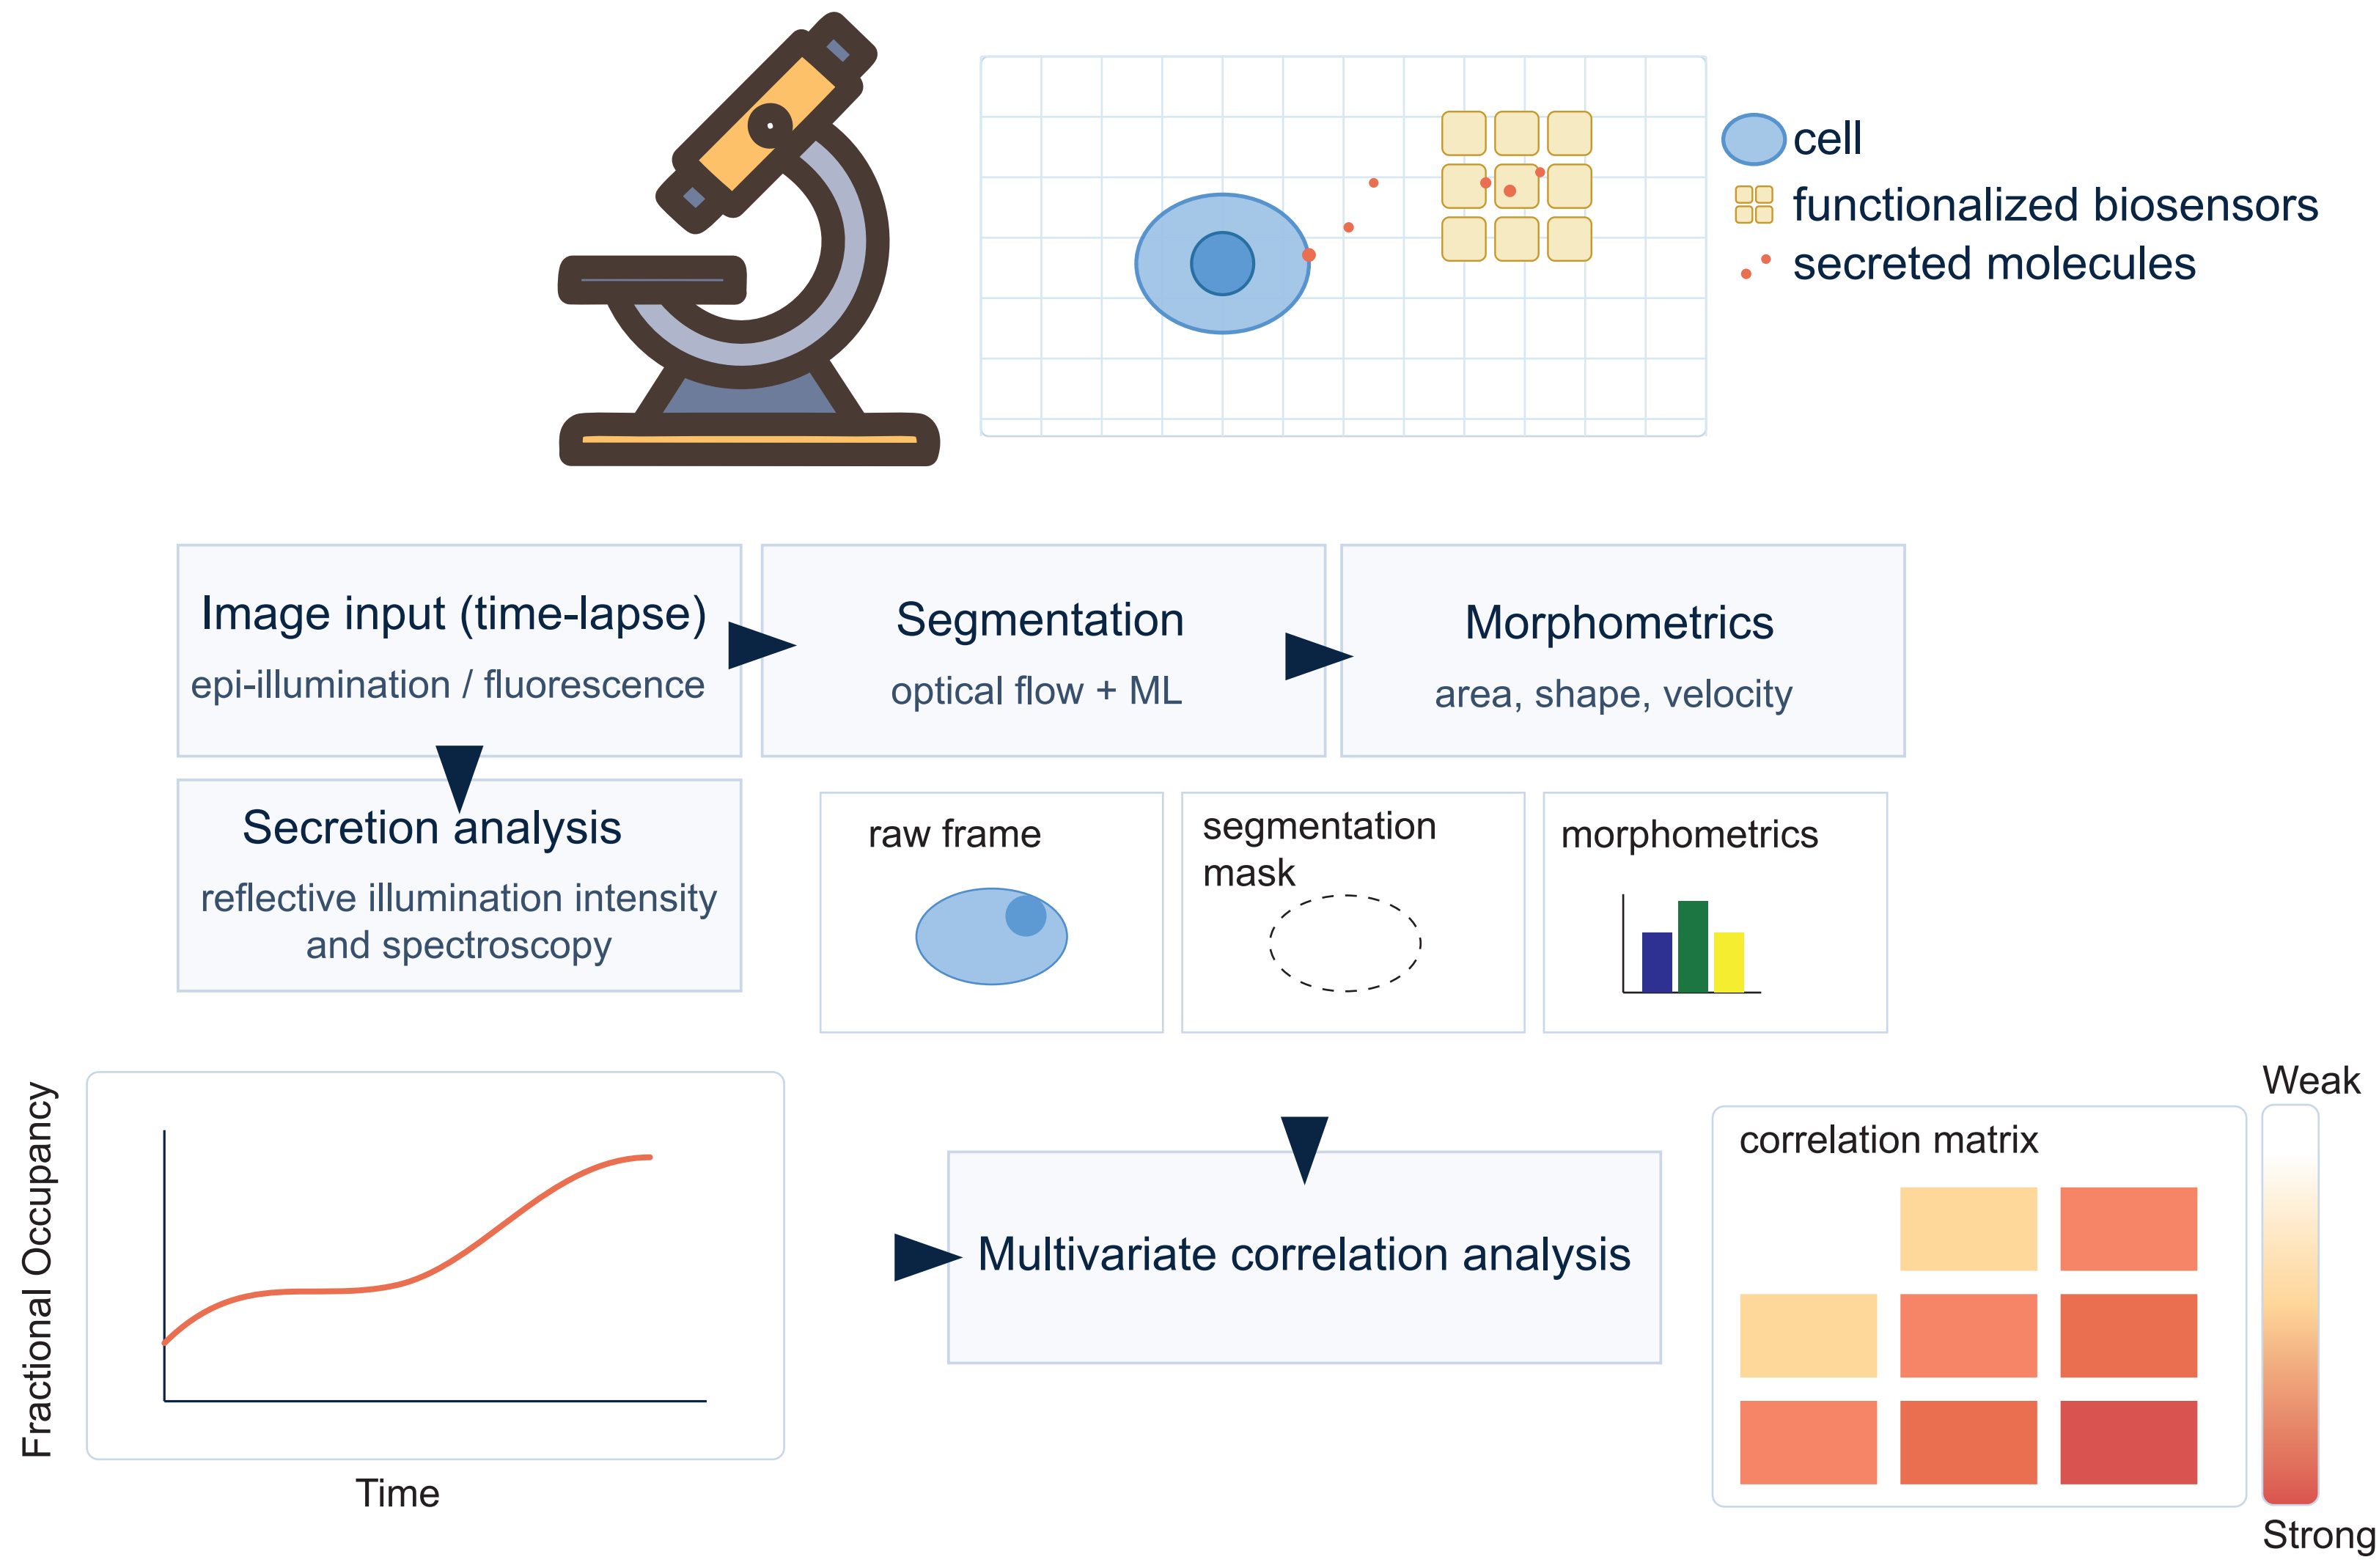 cell
functionalized biosensors
secreted molecules
Image input (time-lapse)
epi-illumination / fluorescence
Segmentation
optical flow + ML
Morphometrics
area, shape, velocity
Secretion analysis
reflective illumination intensity
and spectroscopy
raw frame
segmentation
mask
morphometrics
Fractional Occupancy
Time
Multivariate correlation analysis
correlation matrix
Weak
Strong